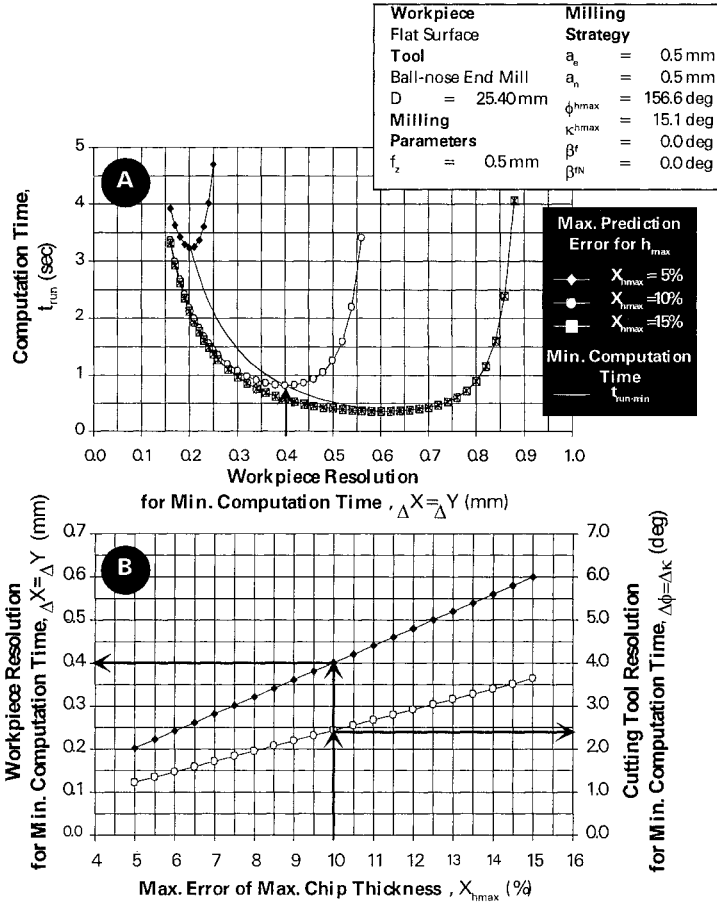 Workpiece
Flat Surface
Tool
Ball-nose End Mill
D = 25.40 mm
Milling
Parameters
f_z = 0.5 mm
Milling
Strategy
a_e = 0.5 mm
a_n = 0.5 mm
ϕ^hmax = 156.6 deg
κ^hmax = 15.1 deg
β^f = 0.0 deg
β^fN = 0.0 deg
A
Computation Time,
t_run (sec)
5
4
3
2
1
0
0.0 0.1 0.2 0.3 0.4 0.5 0.6 0.7 0.8 0.9 1.0
Workpiece Resolution
for Min. Computation Time , ΔX=ΔY (mm)
Max. Prediction
Error for h_max
X_hmax = 5%
X_hmax = 10%
X_hmax = 15%
Min. Computation
Time
t_run-min
B
Workpiece Resolution
for Min. Computation Time, ΔX=ΔY (mm)
0.7
0.6
0.5
0.4
0.3
0.2
0.1
0.0
4 5 6 7 8 9 10 11 12 13 14 15 16
Max. Error of Max. Chip Thickness , X_hmax (%)
7.0
6.0
5.0
4.0
3.0
2.0
1.0
0.0
Cutting Tool Resolution
for Min. Computation Time, Δϕ=Δκ (deg)